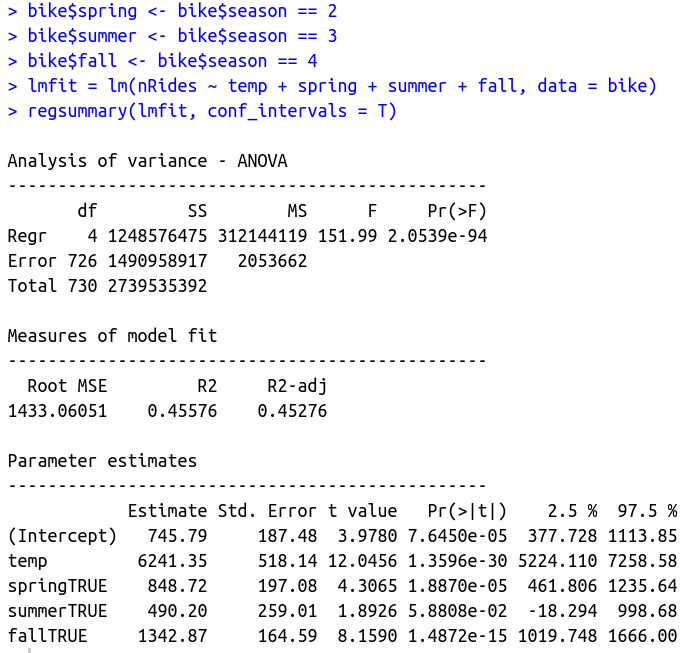 > bike$spring <- bike$season == 2
> bike$summer <- bike$season == 3
> bike$fall <- bike$season == 4
> lmfit = lm(nRides ~ temp + spring + summer + fall, data = bike)
> regsummary(lmfit, conf_intervals = T)
Analysis of variance - ANOVA
------------------------------------------------
df SS MS F Pr(>F)
Regr 4 1248576475 312144119 151.99 2.0539e-94
Error 726 1490958917 2053662
Total 730 2739535392
Measures of model fit
------------------------------------------------
Root MSE R2 R2-adj
1433.06051 0.45576 0.45276
Parameter estimates
------------------------------------------------
Estimate Std. Error t value Pr(>|t|) 2.5 % 97.5 %
(Intercept) 745.79 187.48 3.9780 7.6450e-05 377.728 1113.85
temp 6241.35 518.14 12.0456 1.3596e-30 5224.110 7258.58
springTRUE 848.72 197.08 4.3065 1.8870e-05 461.806 1235.64
summerTRUE 490.20 259.01 1.8926 5.8808e-02 -18.294 998.68
fallTRUE 1342.87 164.59 8.1590 1.4872e-15 1019.748 1666.00